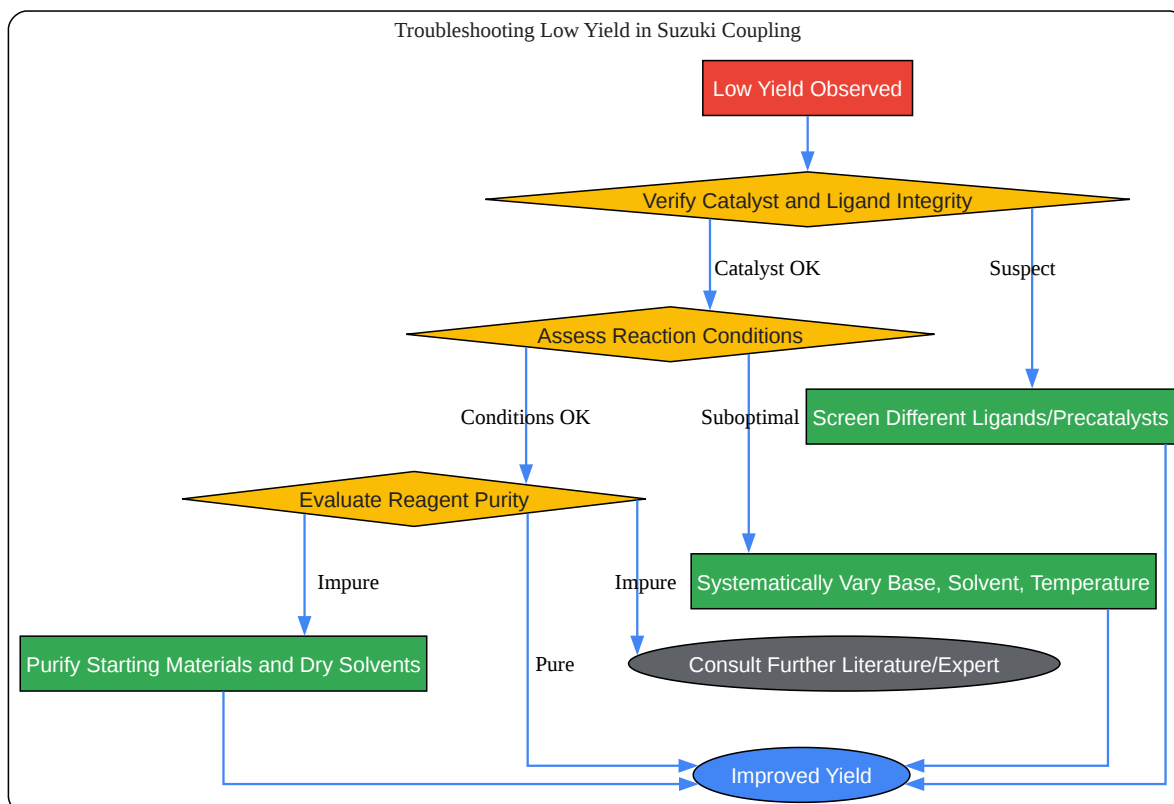 Troubleshooting Low Yield in Suzuki Coupling
Low Yield Observed
Verify Catalyst and Ligand Integrity
Catalyst OK
Suspect
Assess Reaction Conditions
Conditions OK
Suboptimal
Screen Different Ligands/Precatalysts
Evaluate Reagent Purity
Impure
Impure
Systematically Vary Base, Solvent, Temperature
Purify Starting Materials and Dry Solvents
Pure
Consult Further Literature/Expert
Improved Yield